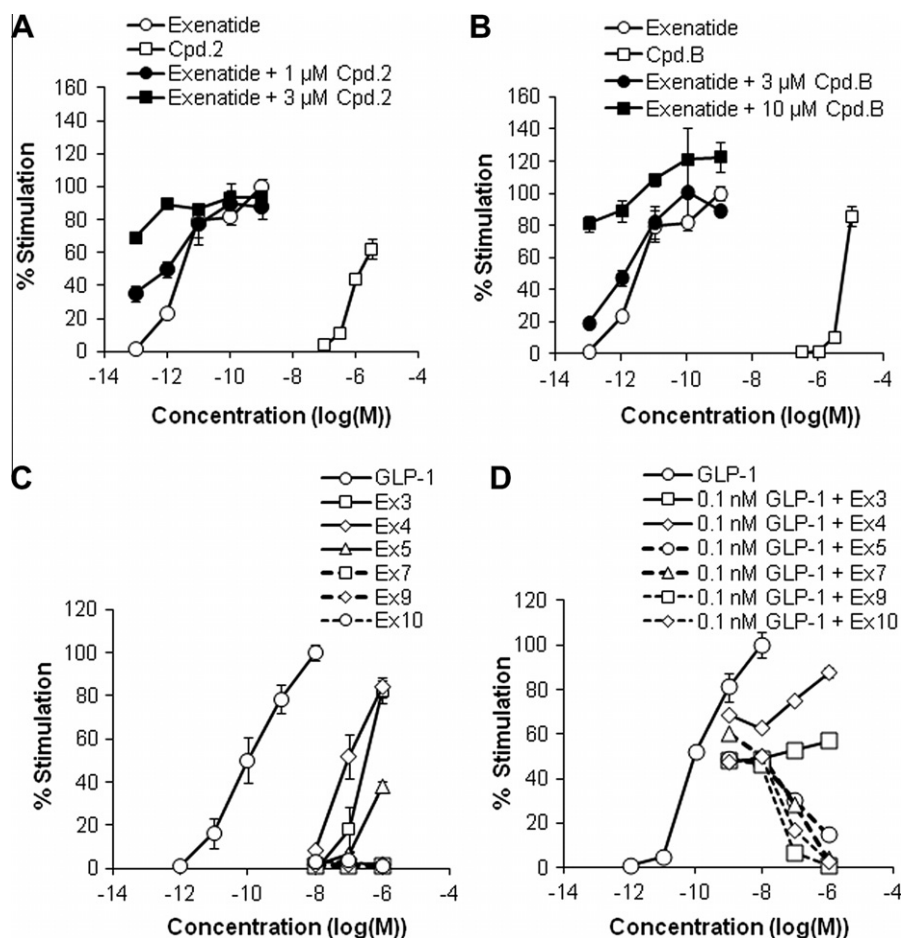 A
Exenatide
Cpd.2
Exenatide + 1 µM Cpd.2
Exenatide + 3 µM Cpd.2
160
140
120
100
80
60
40
20
0
% Stimulation
-14 -12 -10 -8 -6 -4
Concentration (log(M))
B
Exenatide
Cpd.B
Exenatide + 3 µM Cpd.B
Exenatide + 10 µM Cpd.B
160
140
120
100
80
60
40
20
0
% Stimulation
-14 -12 -10 -8 -6 -4
Concentration (log(M))
C
GLP-1
Ex3
Ex4
Ex5
Ex7
Ex9
Ex10
120
100
80
60
40
20
0
% Stimulation
-14 -12 -10 -8 -6 -4
Concentration (log(M))
D
GLP-1
0.1 nM GLP-1 + Ex3
0.1 nM GLP-1 + Ex4
0.1 nM GLP-1 + Ex5
0.1 nM GLP-1 + Ex7
0.1 nM GLP-1 + Ex9
0.1 nM GLP-1 + Ex10
120
100
80
60
40
20
0
% Stimulation
-14 -12 -10 -8 -6 -4
Concentration (log(M))